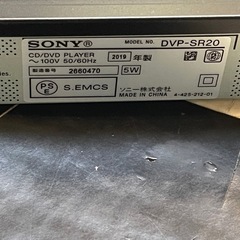 SONY® MODEL NO. DVP-SR20
CD/DVD PLAYER 2019 年製
～100V 50/60Hz 5W
製造番号 2660470
PS E S.EMCS
ソニー株式会社
MADE IN CHINA 4-425-212-01